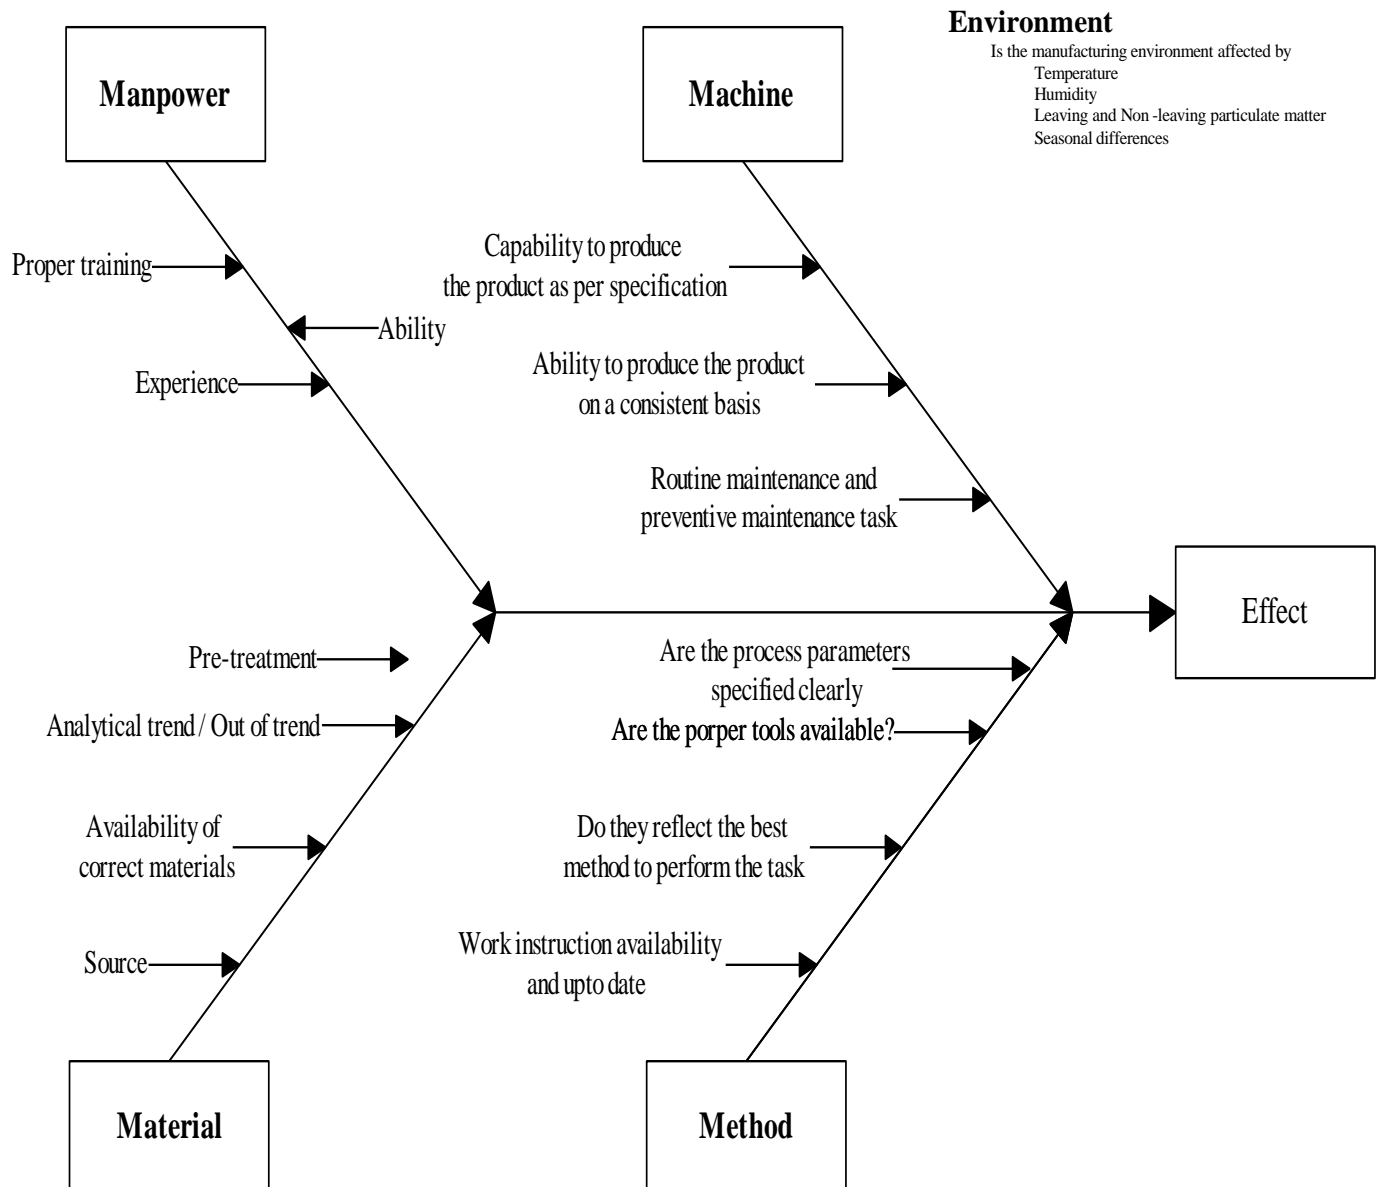 Environment
Is the manufacturing environment affected by
Temperature
Humidity
Leaving and Non -leaving particulate matter
Seasonal differences
Manpower
Machine
Proper training
Ability
Experience
Capability to produce
the product as per specification
Ability to produce the product
on a consistent basis
Routine maintenance and
preventive maintenance task
Effect
Pre-treatment
Analytical trend / Out of trend
Availability of
correct materials
Source
Are the process parameters
specified clearly
Are the porper tools available?
Do they reflect the best
method to perform the task
Work instruction availability
and upto date
Material
Method